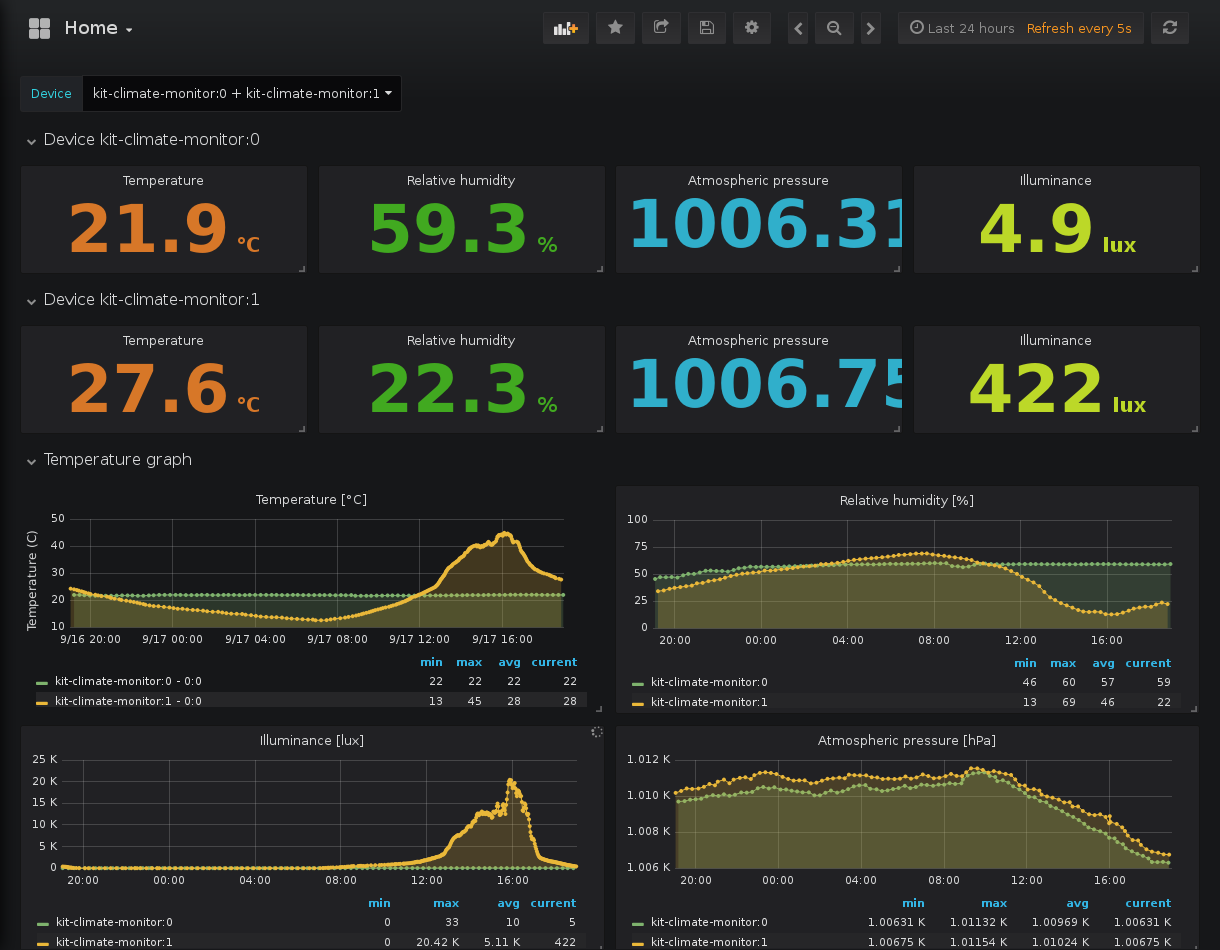 Home
Last 24 hours Refresh every 5s
Device kit-climate-monitor:0 + kit-climate-monitor:1
Device kit-climate-monitor:0
Temperature Relative humidity Atmospheric pressure Illuminance
21.9 °C 59.3 % 1006.31 4.9 lux
Device kit-climate-monitor:1
Temperature Relative humidity Atmospheric pressure Illuminance
27.6 °C 22.3 % 1006.75 422 lux
Temperature graph
Temperature [°C]
Temperature (C)
50
40
30
20
10
9/16 20:00 9/17 00:00 9/17 04:00 9/17 08:00 9/17 12:00 9/17 16:00
min max avg current
kit-climate-monitor:0 - 0:0 22 22 22 22
kit-climate-monitor:1 - 0:0 13 45 28 28
Relative humidity [%]
100
75
50
25
0
20:00 00:00 04:00 08:00 12:00 16:00
min max avg current
kit-climate-monitor:0 46 60 57 59
kit-climate-monitor:1 13 69 46 22
Illuminance [lux]
25 K
20 K
15 K
10 K
5 K
0
20:00 00:00 04:00 08:00 12:00 16:00
min max avg current
kit-climate-monitor:0 0 33 10 5
kit-climate-monitor:1 0 20.42 K 5.11 K 422
Atmospheric pressure [hPa]
1.012 K
1.010 K
1.008 K
1.006 K
20:00 00:00 04:00 08:00 12:00 16:00
min max avg current
kit-climate-monitor:0 1.00631 K 1.01132 K 1.00969 K 1.00631 K
kit-climate-monitor:1 1.00675 K 1.01154 K 1.01024 K 1.00675 K